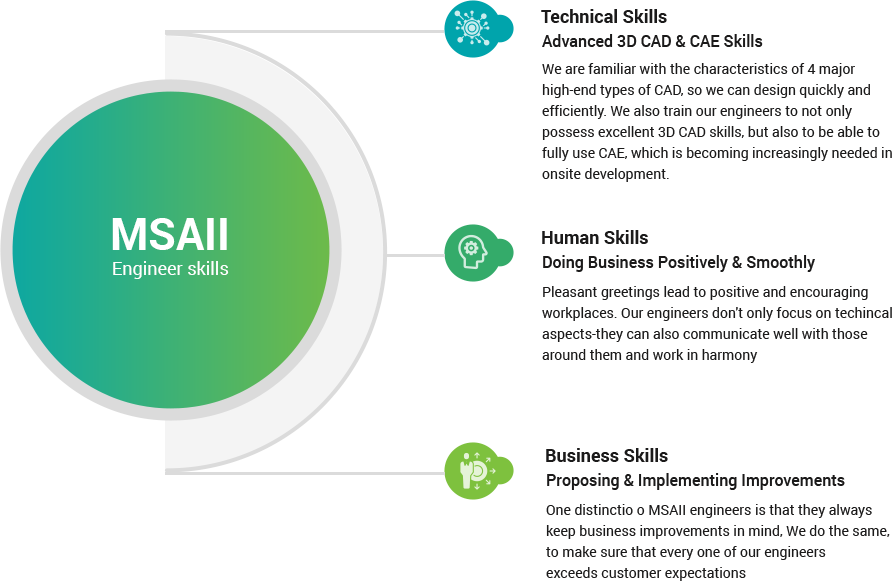 MSAII
Engineer skills
Technical Skills
Advanced 3D CAD & CAE Skills
We are familiar with the characteristics of 4 major
high-end types of CAD, so we can design quickly and
efficiently. We also train our engineers to not only
possess excellent 3D CAD skills, but also to be able to
fully use CAE, which is becoming increasingly needed in
onsite development.
Human Skills
Doing Business Positively & Smoothly
Pleasant greetings lead to positive and encouraging
workplaces. Our engineers don't only focus on techincal
aspects-they can also communicate well with those
around them and work in harmony
Business Skills
Proposing & Implementing Improvements
One distinctio o MSAII engineers is that they always
keep business improvements in mind, We do the same,
to make sure that every one of our engineers
exceeds customer expectations